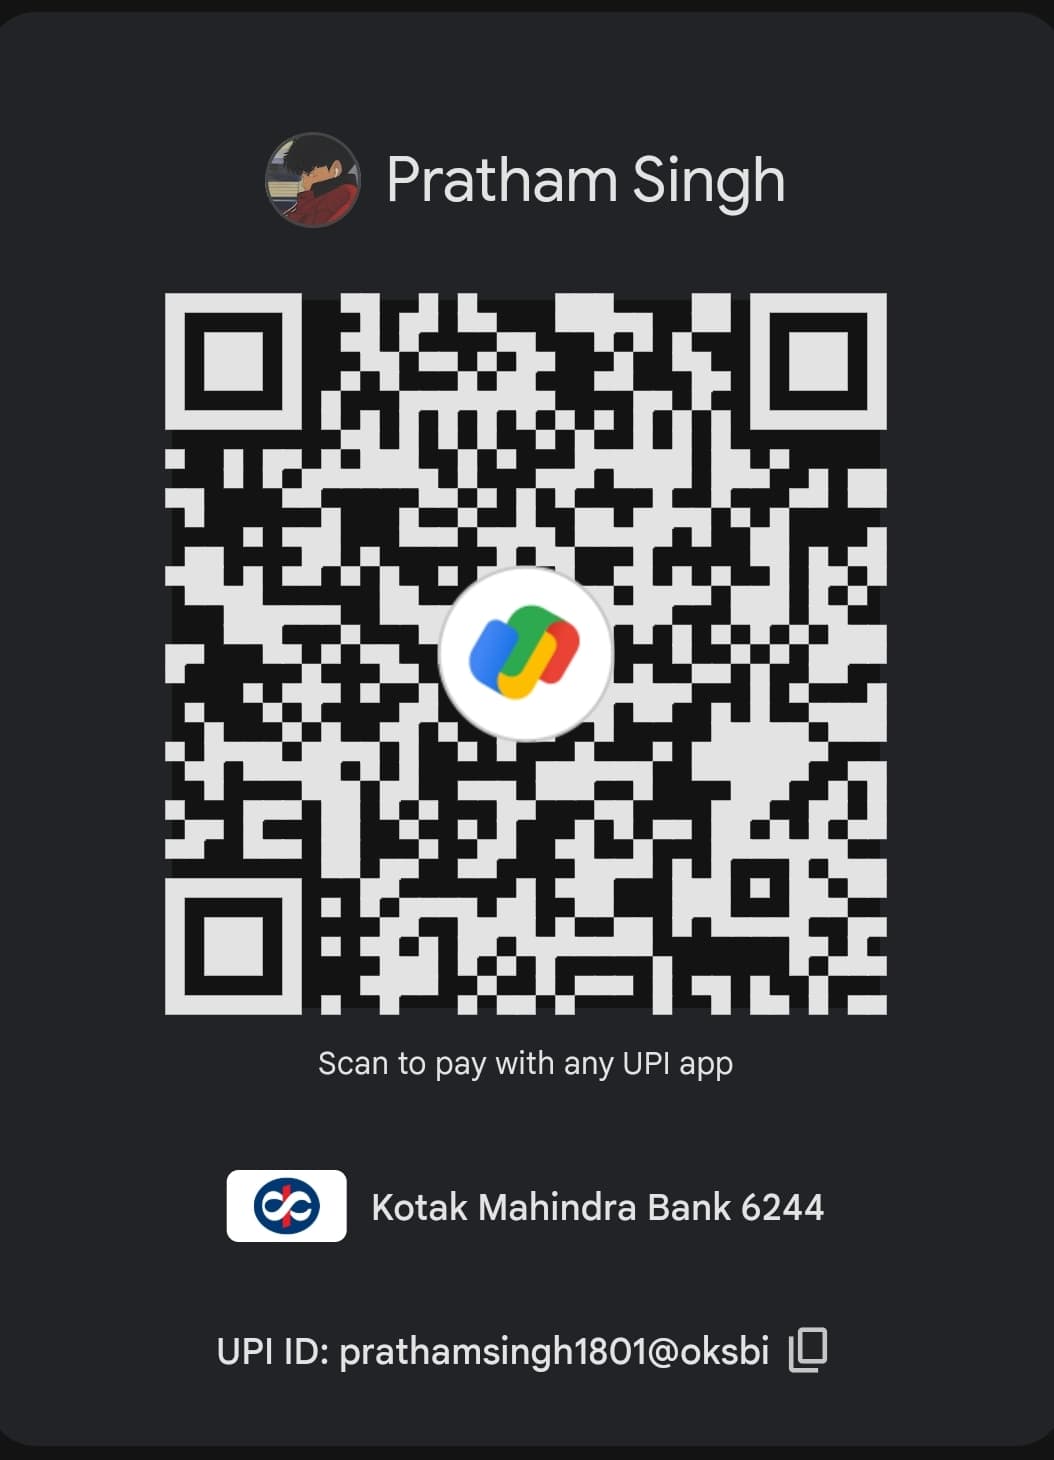 Pratham Singh
Scan to pay with any UPI app
Kotak Mahindra Bank 6244
UPI ID: prathamsingh1801@oksbi